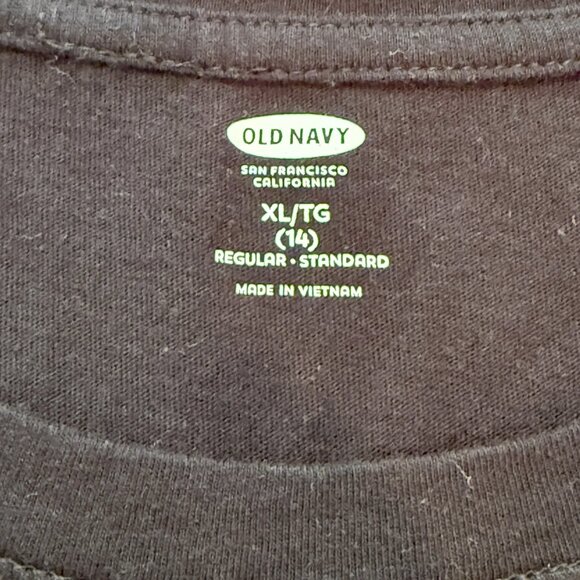 OLD NAVY
SAN FRANCISCO
CALIFORNIA
XL/TG
(14)
REGULAR • STANDARD
MADE IN VIETNAM